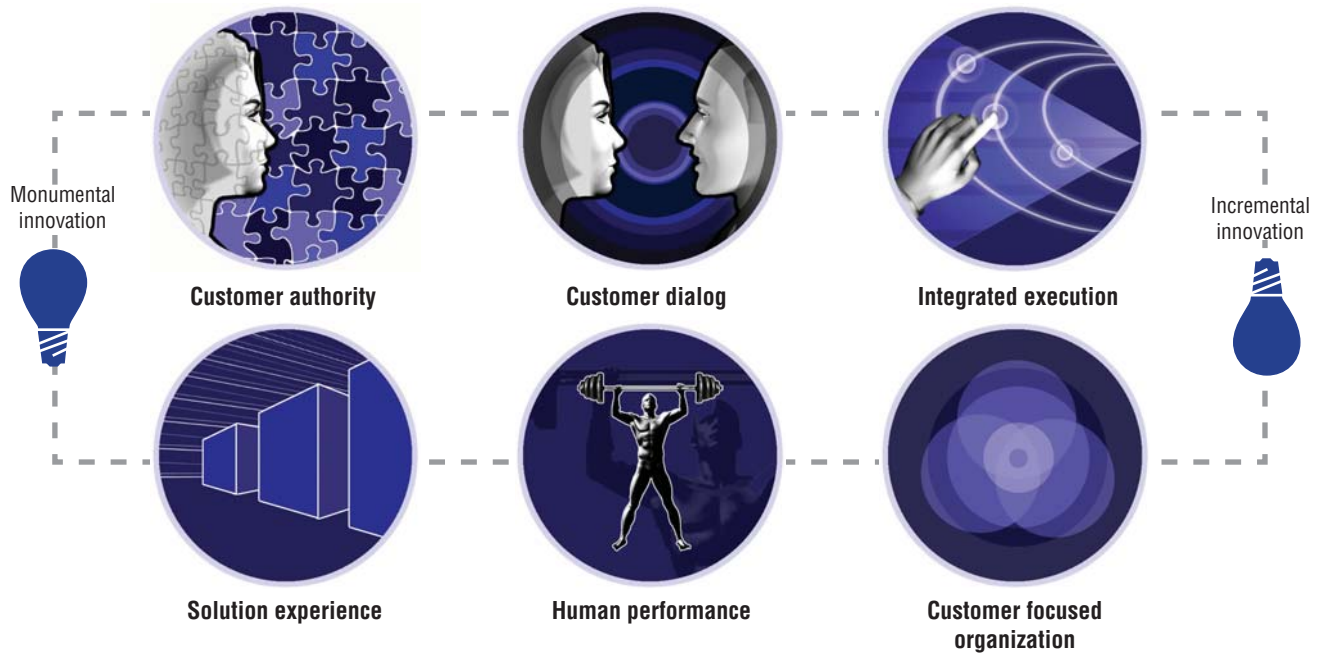 Monumental
innovation
Incremental
innovation
Customer authority
Customer dialog
Integrated execution
Solution experience
Human performance
Customer focused
organization